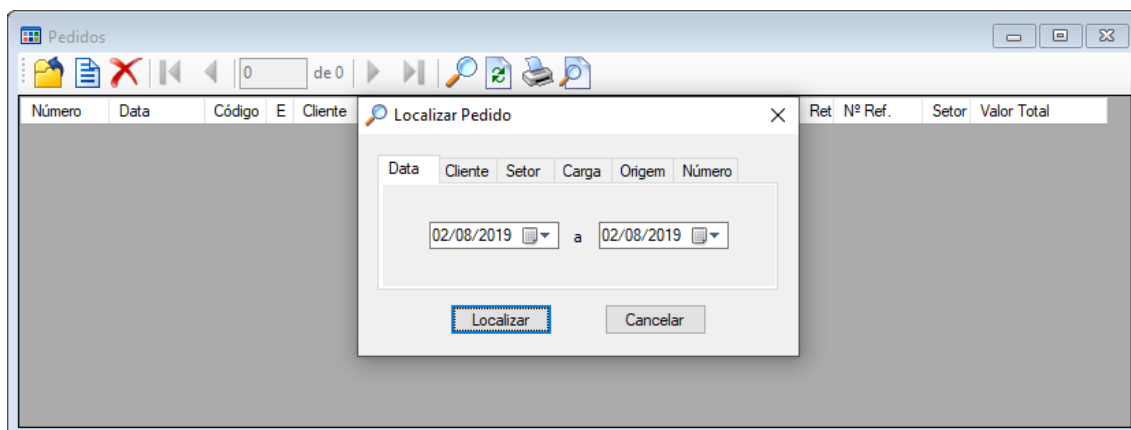 Pedidos
0 de 0
Número Data Código E Cliente Ret Nº Ref. Setor Valor Total
Localizar Pedido
Data Cliente Setor Carga Origem Número
02/08/2019 a 02/08/2019
Localizar Cancelar